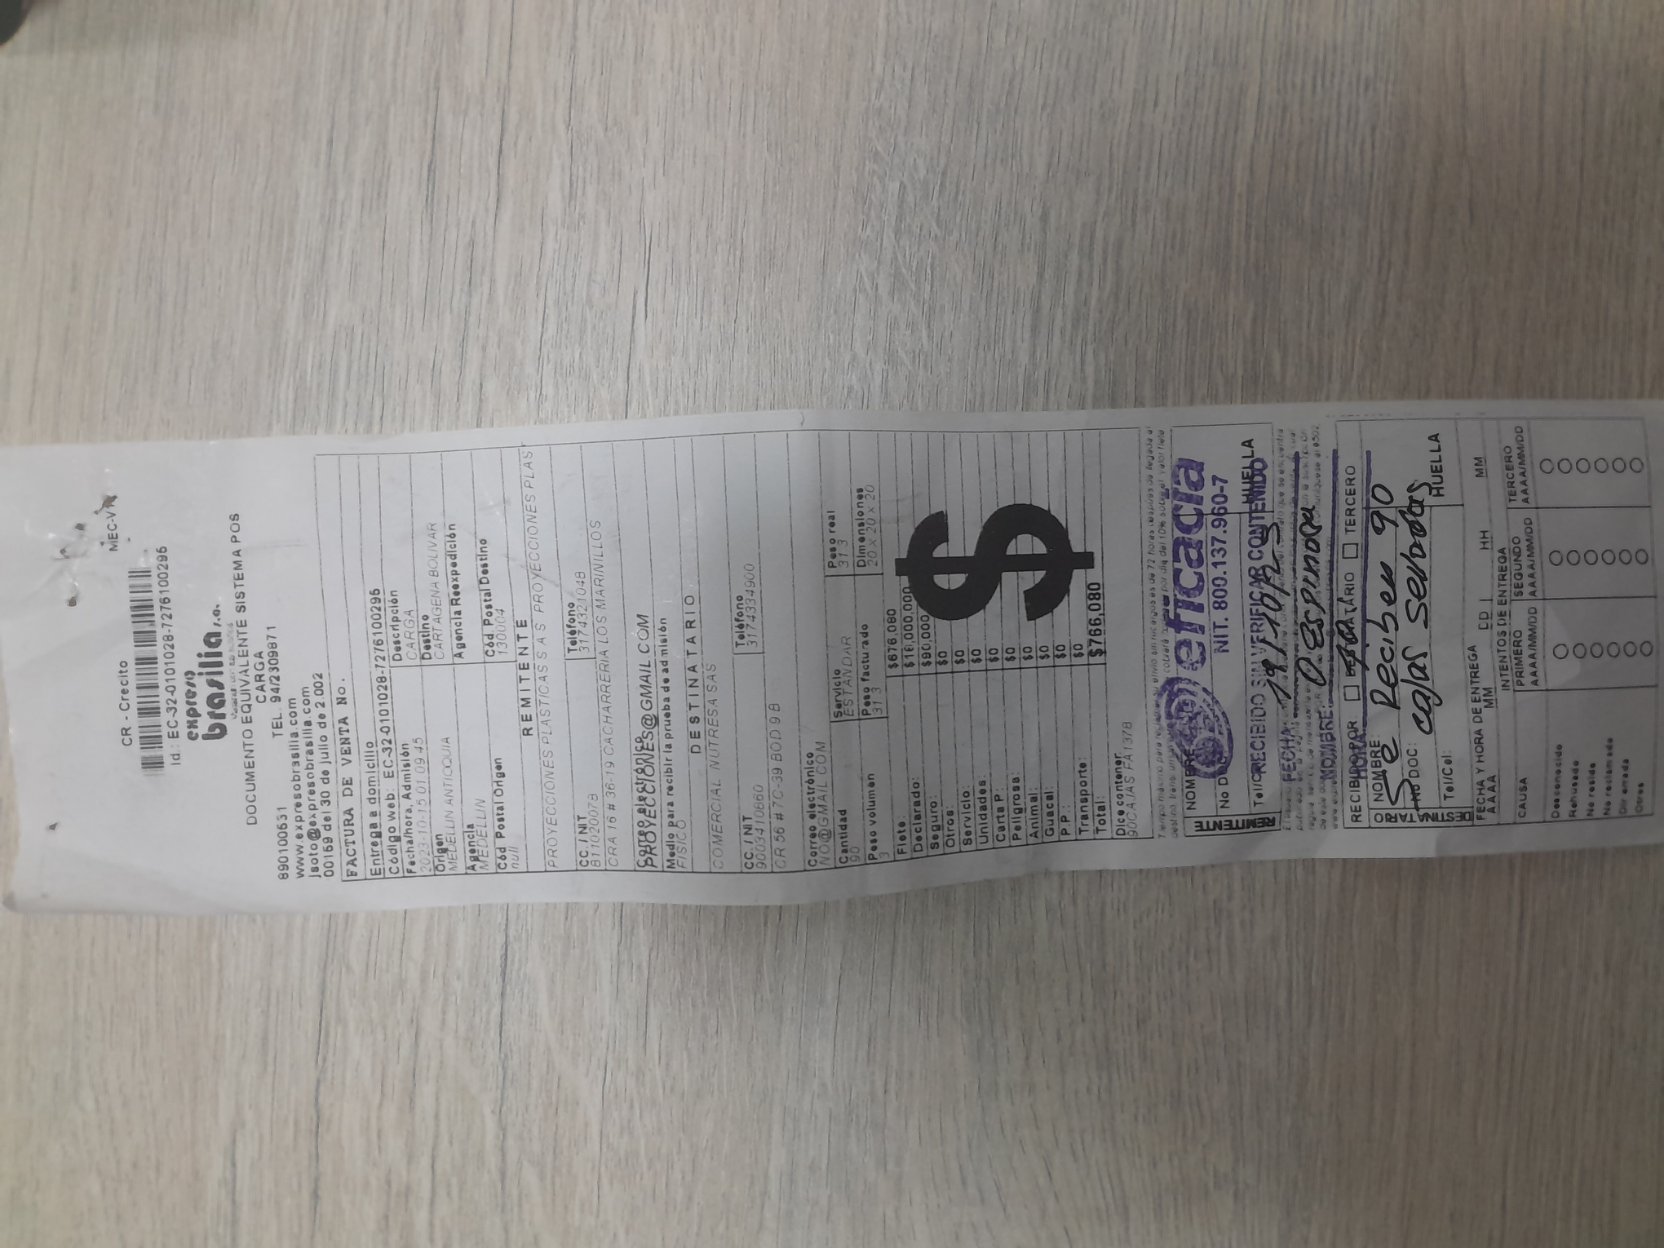 CR - Crecito
MEC-V
Id.: EC-32-0101028-7276100296
expreso
brasilia s.a.
DOCUMENTO EQUIVALENTE SISTEMA POS
CARGA
TEL. 94/2309871
890100531
www.expresobrasilia.com
jsoto@expresobrasilia.com
00169 del 30 de julio de 2.002
FACTURA DE VENTA No.
Entrega a domicilio
Código web: EC-32-0101028-7276100296
Fecha/hora, Admisión
Descripción
2023-10-15 01:09:45
CARGA
Origen
Destino
MEDELLIN ANTIOQUIA
CARTAGENA BOLIVAR
Agencia
Agencia Reexpedición
MEDELLIN
Cód Postal Origen
Cód Postal Destino
null
130004
REMITENTE
PROYECCIONES PLASTICAS S A S PROYECCIONES PLAS
CC / NIT
Teléfono
811020078
3174321048
CRA 16 # 36-19 CACHARRERIA LOS MARINILLOS
Correo electrónico
PROYECCIONES@GMAIL.COM
Medio para recibir la prueba de admisión
FISICO
DESTINATARIO
COMERCIAL NUTRESA SAS
CC. / NIT
Teléfono
9003410860
3174334900
CR 56 # 7C-39 BOD 9B
Correo electrónico
NO@GMAIL.COM
Cantidad
Servicio
Peso real
90
ESTANDAR
313
Peso volumen
Peso facturado
Dimensiones
3
313
20 X 20 X 20
Flete: $676,080
Declarado: $16,000,000
Seguro: $90,000
Otros: $0
Servicio: $0
Unidades: $0
Carta P: $0
Peligrosa: $0
Animal: $0
Guacal: $0
P.P.: $0
Transporte: $0
Total: $766,080
$
Dice contener
90CAJAS FA 1378
REMITENTE
NOMBRE
No DOC
Tel/Cel
HUELLA
eficacia
NIT. 800.137.960-7
RECIBIDO SIN VERIFICAR CONTENIDO
FECHA
NOMBRE
O Espinosa
HORA
RECIBIDO POR
DESTINATARIO
TERCERO
DESTINATARIO
NOMBRE:
No DOC:
Tel/Cel:
HUELLA
Se Reciben 90
cajas selladas
FECHA Y HORA DE ENTREGA
AAAA MM DD HH MM
INTENTOS DE ENTREGA
CAUSA
PRIMERO SEGUNDO TERCERO
AAAA/MM/DD AAAA/MM/DD AAAA/MM/DD
Desconocido
Rehusado
No reside
No reclamado
Dir errada
Otros